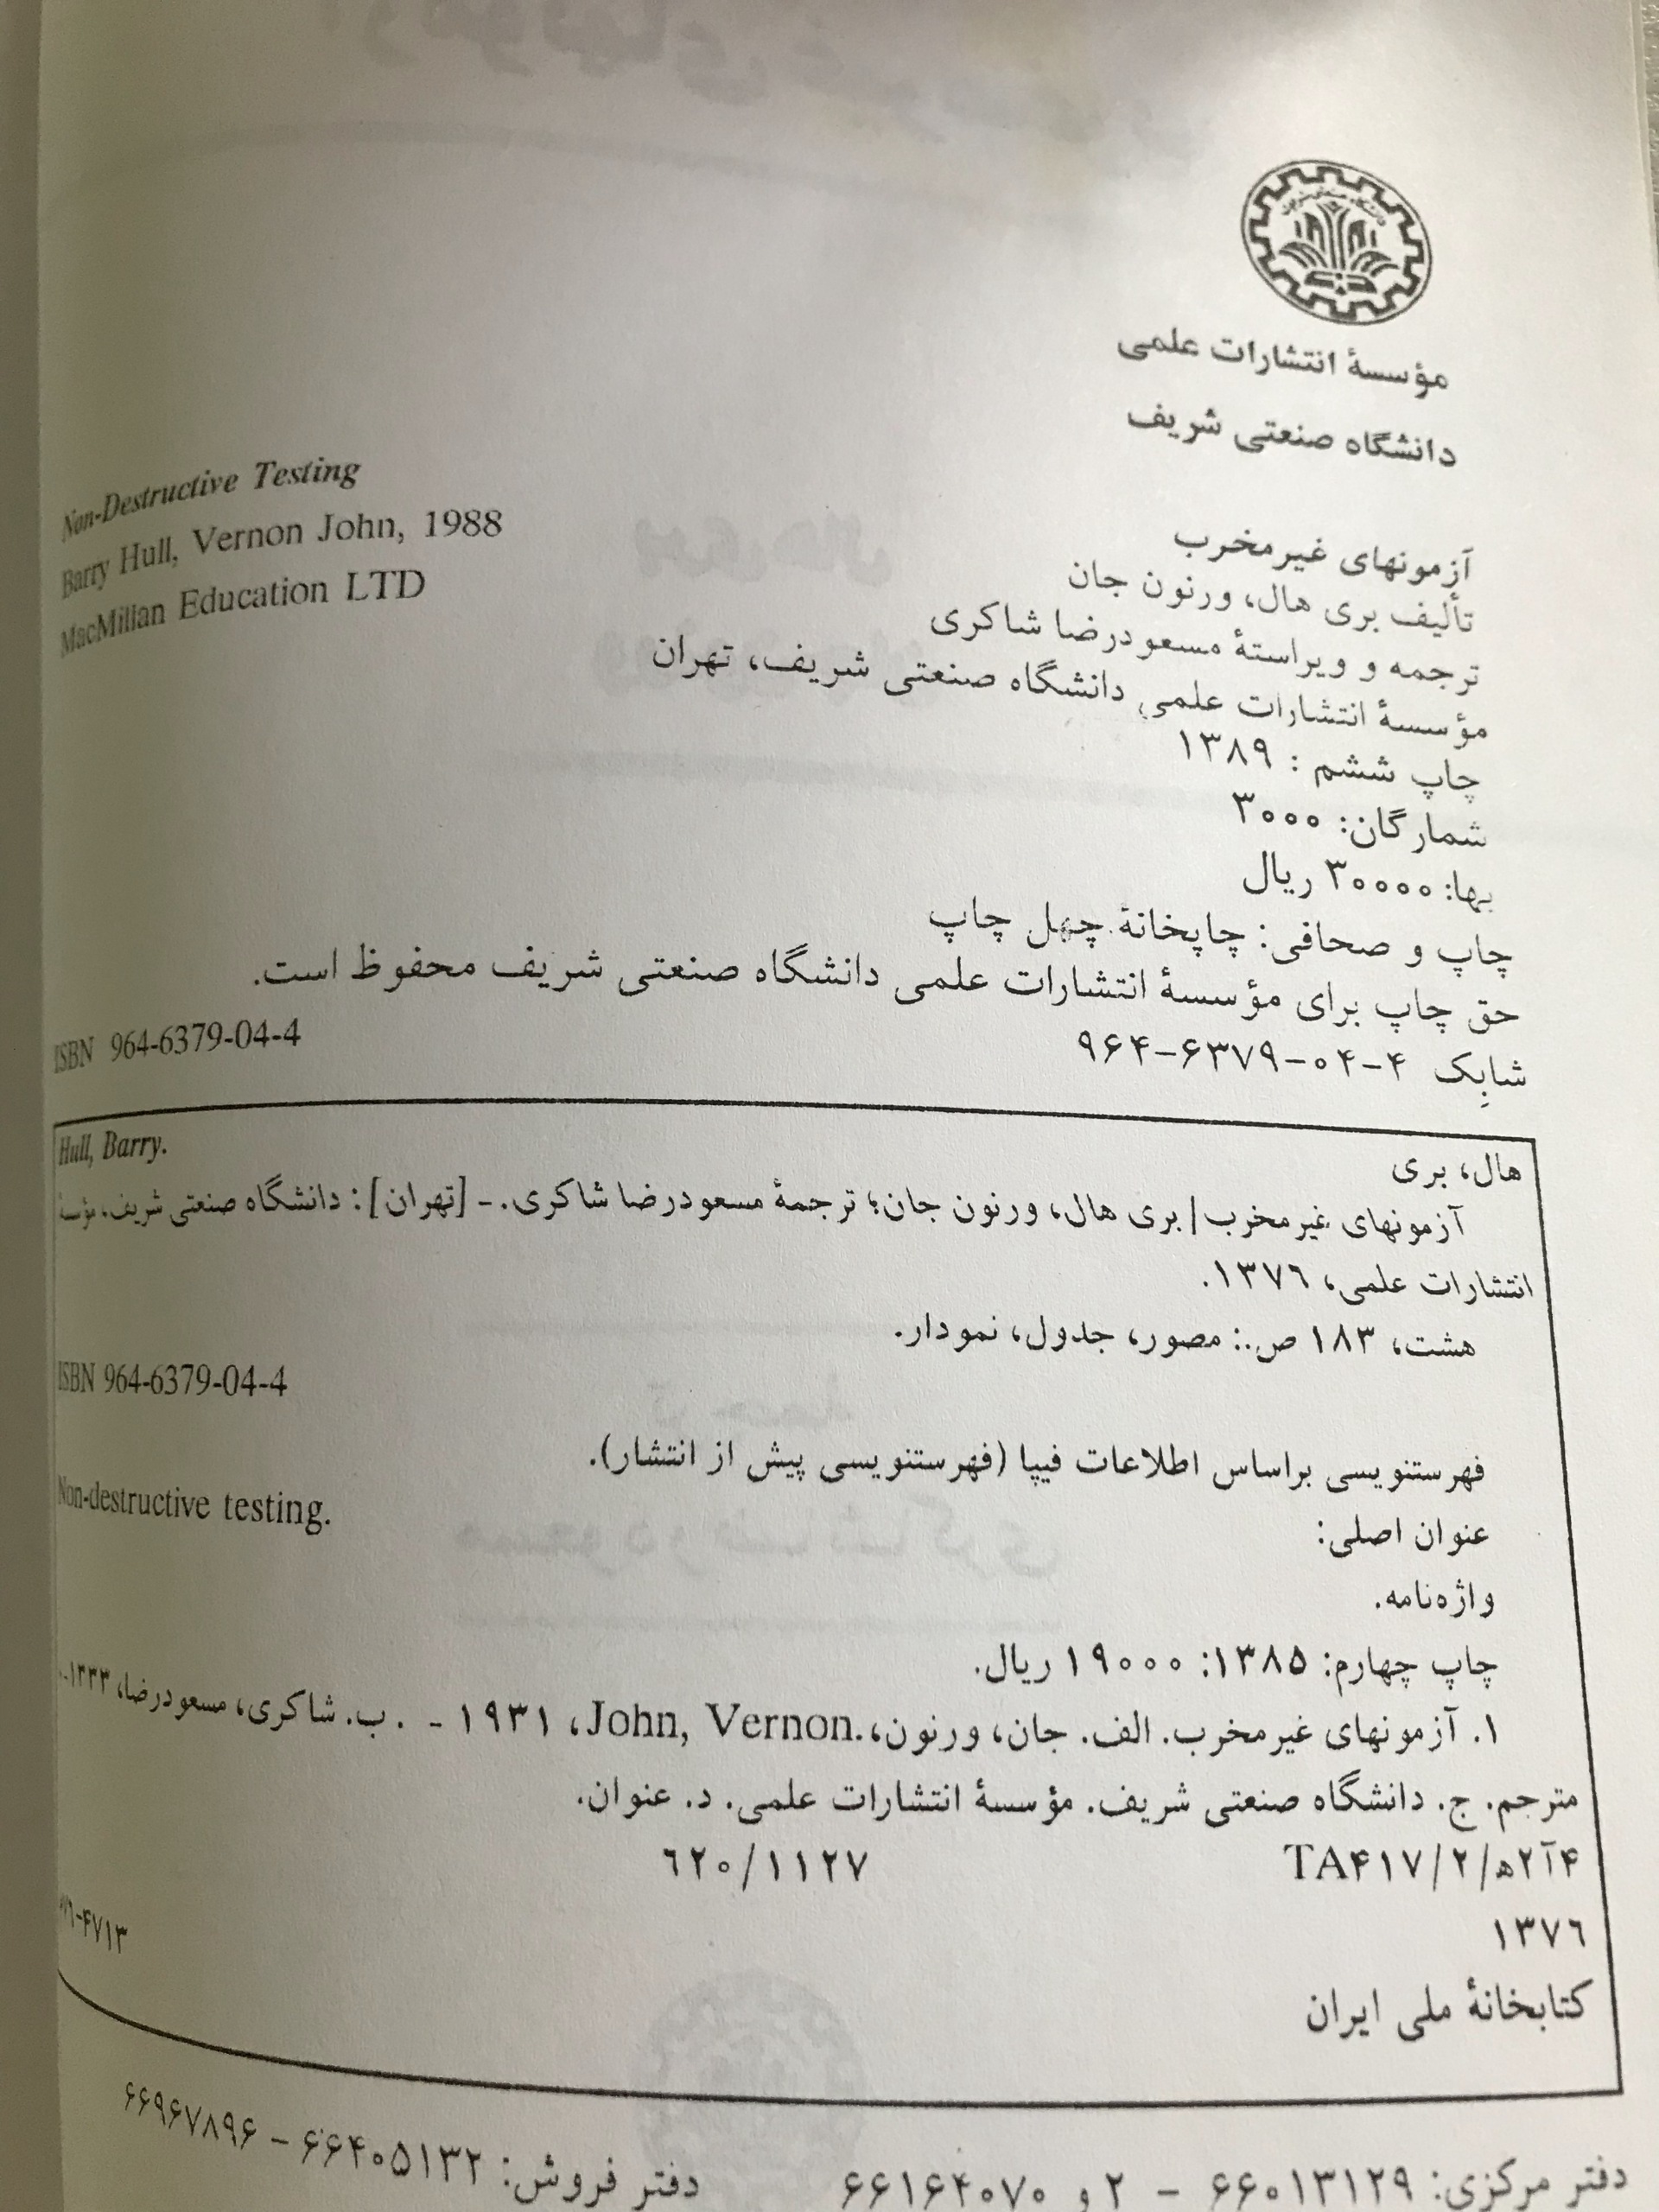 مؤسسهٔ انتشارات علمی
دانشگاه صنعتی شریف
Non-Destructive Testing
Barry Hull, Vernon John, 1988
MacMilian Education LTD
آزمونهای غیرمخرب
تألیف بری هال، ورنون جان
ترجمه و ویراستهٔ مسعودرضا شاکری
مؤسسهٔ انتشارات علمی دانشگاه صنعتی شریف، تهران
چاپ ششم : ۱۳۸۹
شمارگان: ۳۰۰۰
بها: ۳۰۰۰۰ ریال
چاپ و صحافی: چاپخانهٔ چهل چاپ
حق چاپ برای مؤسسهٔ انتشارات علمی دانشگاه صنعتی شریف محفوظ است.
شابِک ۴-۰۴-۶۳۷۹-۹۶۴ ISBN 964-6379-04-4
هال، بری Hull, Barry.
آزمونهای غیرمخرب/ بری هال، ورنون جان؛ ترجمهٔ مسعودرضا شاکری. - [تهران]: دانشگاه صنعتی شریف، مؤسسهٔ
انتشارات علمی، ۱۳۷۶.
هشت، ۱۸۳ ص.: مصور، جدول، نمودار.
ISBN 964-6379-04-4
فهرستنویسی براساس اطلاعات فیپا (فهرستنویسی پیش از انتشار).
عنوان اصلی: Non-destructive testing.
واژه‌نامه.
چاپ چهارم: ۱۳۸۵: ۱۹۰۰۰ ریال.
۱. آزمونهای غیرمخرب. الف. جان، ورنون، .John, Vernon، ۱۹۳۱ - . ب. شاکری، مسعودرضا، ۱۳۳۳-.
مترجم. ج. دانشگاه صنعتی شریف. مؤسسهٔ انتشارات علمی. د. عنوان.
۴آ۲ه/۲/TA۴۱۷ ۶۲۰/۱۱۲۷
۱۳۷۶
۴۷۱۳-۷۶
کتابخانهٔ ملی ایران
دفتر مرکزی: ۶۶۰۱۳۱۲۹ - ۲ و ۶۶۱۶۴۰۷۰ دفتر فروش: ۶۶۴۰۵۱۳۲ - ۶۶۹۶۷۸۹۶